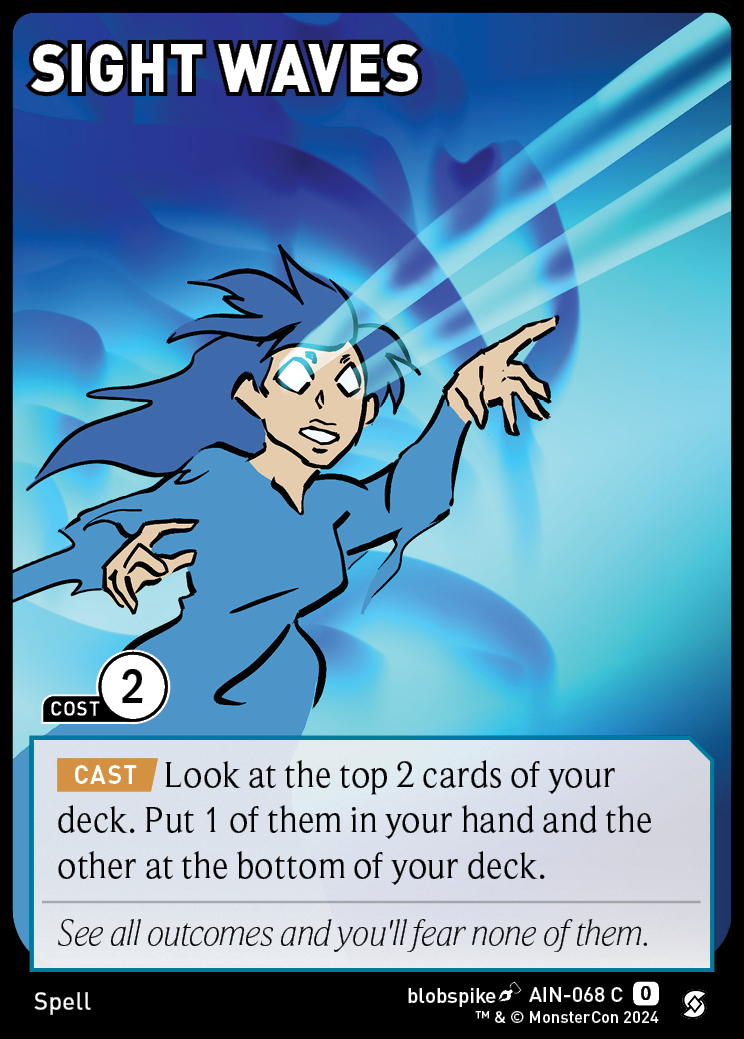 SIGHT WAVES
COST 2
CAST Look at the top 2 cards of your
deck. Put 1 of them in your hand and the
other at the bottom of your deck.
See all outcomes and you'll fear none of them.
Spell
blobspike AIN-068 C 0
™ & © MonsterCon 2024